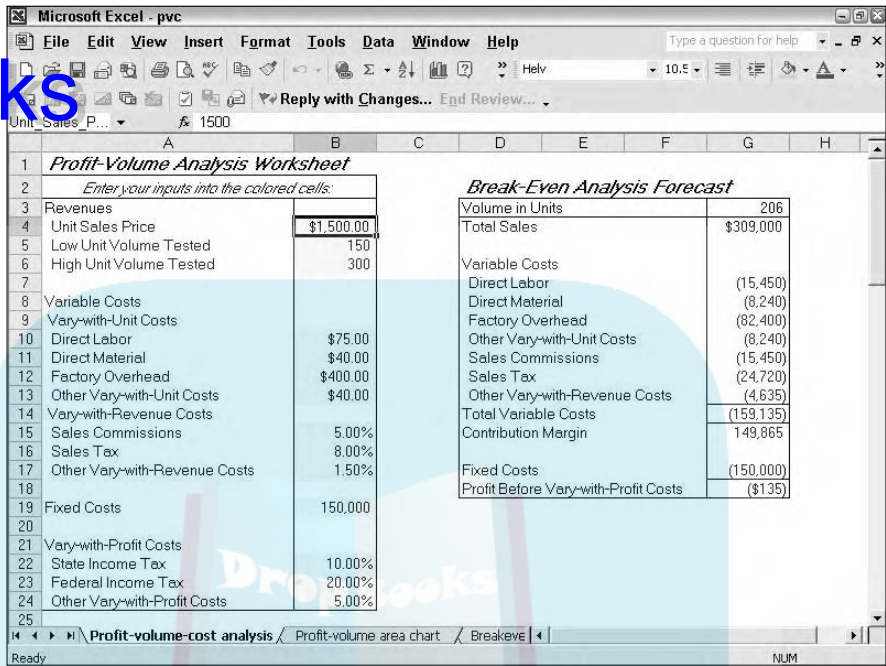 Microsoft Excel - pvc
File Edit View Insert Format Tools Data Window Help
Type a question for help
Helv 10.5
ks
Reply with Changes... End Review...
Unit_Sales_P... fx 1500
A B C D E F G H
1 Profit-Volume Analysis Worksheet
2 Enter your inputs into the colored cells: Break-Even Analysis Forecast
3 Revenues Volume in Units 206
4 Unit Sales Price $1,500.00 Total Sales $309,000
5 Low Unit Volume Tested 150
6 High Unit Volume Tested 300 Variable Costs
7 Direct Labor (15,450)
8 Variable Costs Direct Material (8,240)
9 Vary-with-Unit Costs Factory Overhead (82,400)
10 Direct Labor $75.00 Other Vary-with-Unit Costs (8,240)
11 Direct Material $40.00 Sales Commissions (15,450)
12 Factory Overhead $400.00 Sales Tax (24,720)
13 Other Vary-with-Unit Costs $40.00 Other Vary-with-Revenue Costs (4,635)
14 Vary-with-Revenue Costs Total Variable Costs (159,135)
15 Sales Commissions 5.00% Contribution Margin 149,865
16 Sales Tax 8.00%
17 Other Vary-with-Revenue Costs 1.50% Fixed Costs (150,000)
18 Profit Before Vary-with-Profit Costs ($135)
19 Fixed Costs 150,000
20
21 Vary-with-Profit Costs
22 State Income Tax 10.00%
23 Federal Income Tax 20.00%
24 Other Vary-with-Profit Costs 5.00%
25
DropBooks
Profit-volume-cost analysis Profit-volume area chart Breakeve
Ready NUM